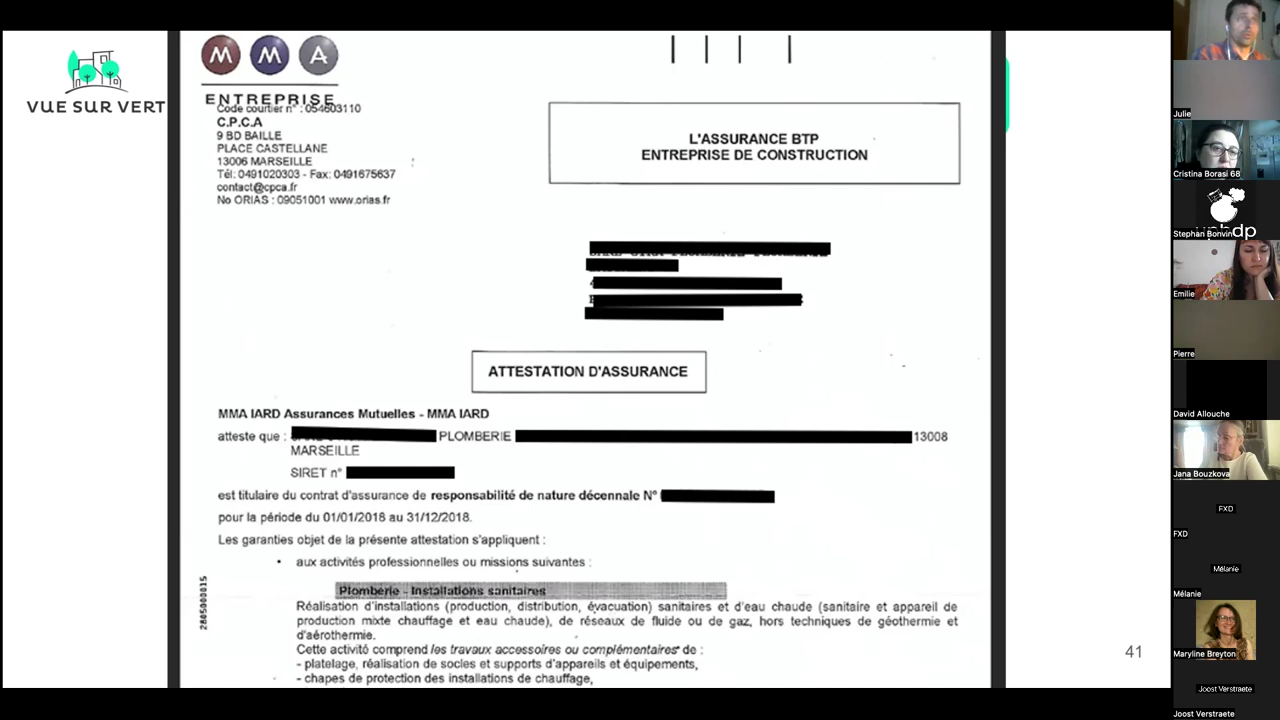 VUE SUR VERT
M M A
ENTREPRISE
Code courtier n° : 054603110
C.P.C.A
9 BD BAILLE
PLACE CASTELLANE
13006 MARSEILLE
Tél: 0491020303 - Fax: 0491675637
contact@cpca.fr
No ORIAS : 09051001 www.orias.fr
L'ASSURANCE BTP
ENTREPRISE DE CONSTRUCTION
ATTESTATION D'ASSURANCE
MMA IARD Assurances Mutuelles - MMA IARD
atteste que : PLOMBERIE 13008
MARSEILLE
SIRET n°
est titulaire du contrat d'assurance de responsabilité de nature décennale N°
pour la période du 01/01/2018 au 31/12/2018.
Les garanties objet de la présente attestation s'appliquent :
• aux activités professionnelles ou missions suivantes :
Plomberie - Installations sanitaires
Réalisation d'installations (production, distribution, évacuation) sanitaires et d'eau chaude (sanitaire et appareil de
production mixte chauffage et eau chaude), de réseaux de fluide ou de gaz, hors techniques de géothermie et
d'aérothermie.
Cette activité comprend les travaux accessoires ou complémentaires de :
- platelage, réalisation de socles et supports d'appareils et équipements,
- chapes de protection des installations de chauffage,
2805000015
41
Julie
Cristina Borasi 68
Stephan Bonvin
Emilie
Pierre
David Allouche
Jana Bouzkova
FXD
FXD
Mélanie
Mélanie
Maryline Breyton
Joost Verstraete
Joost Verstraete